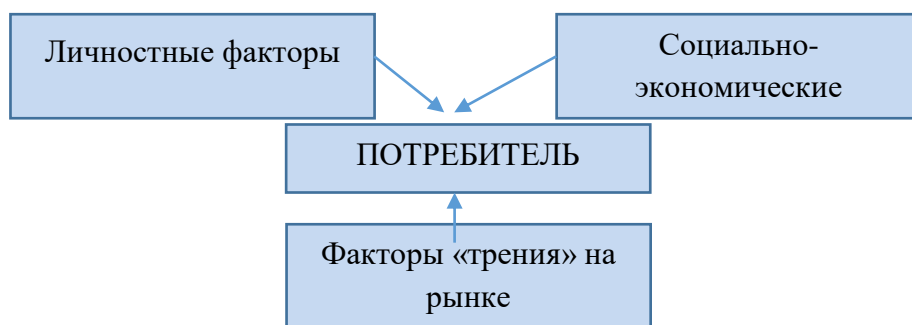 Личностные факторы
Социально-
экономические
ПОТРЕБИТЕЛЬ
Факторы «трения» на
рынке